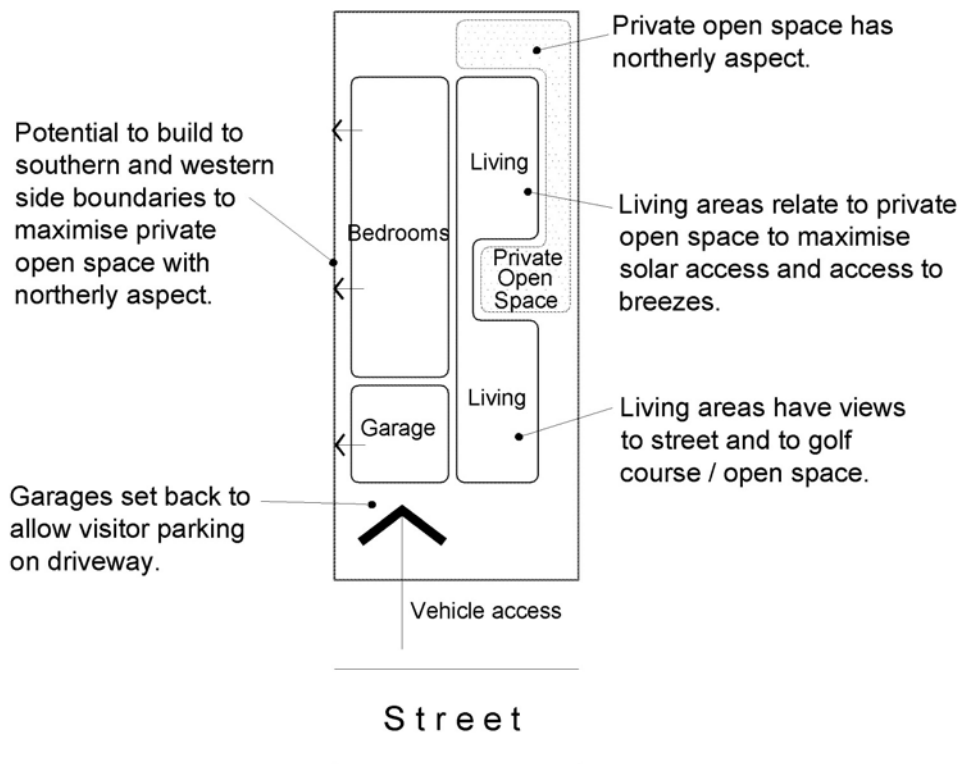 Private open space has
northerly aspect.
Potential to build to
southern and western
side boundaries to
maximise private
open space with
northerly aspect.
Living
Living areas relate to private
open space to maximise
solar access and access to
breezes.
Bedrooms
Private
Open
Space
Living
Living areas have views
to street and to golf
course / open space.
Garage
Garages set back to
allow visitor parking
on driveway.
Vehicle access
Street